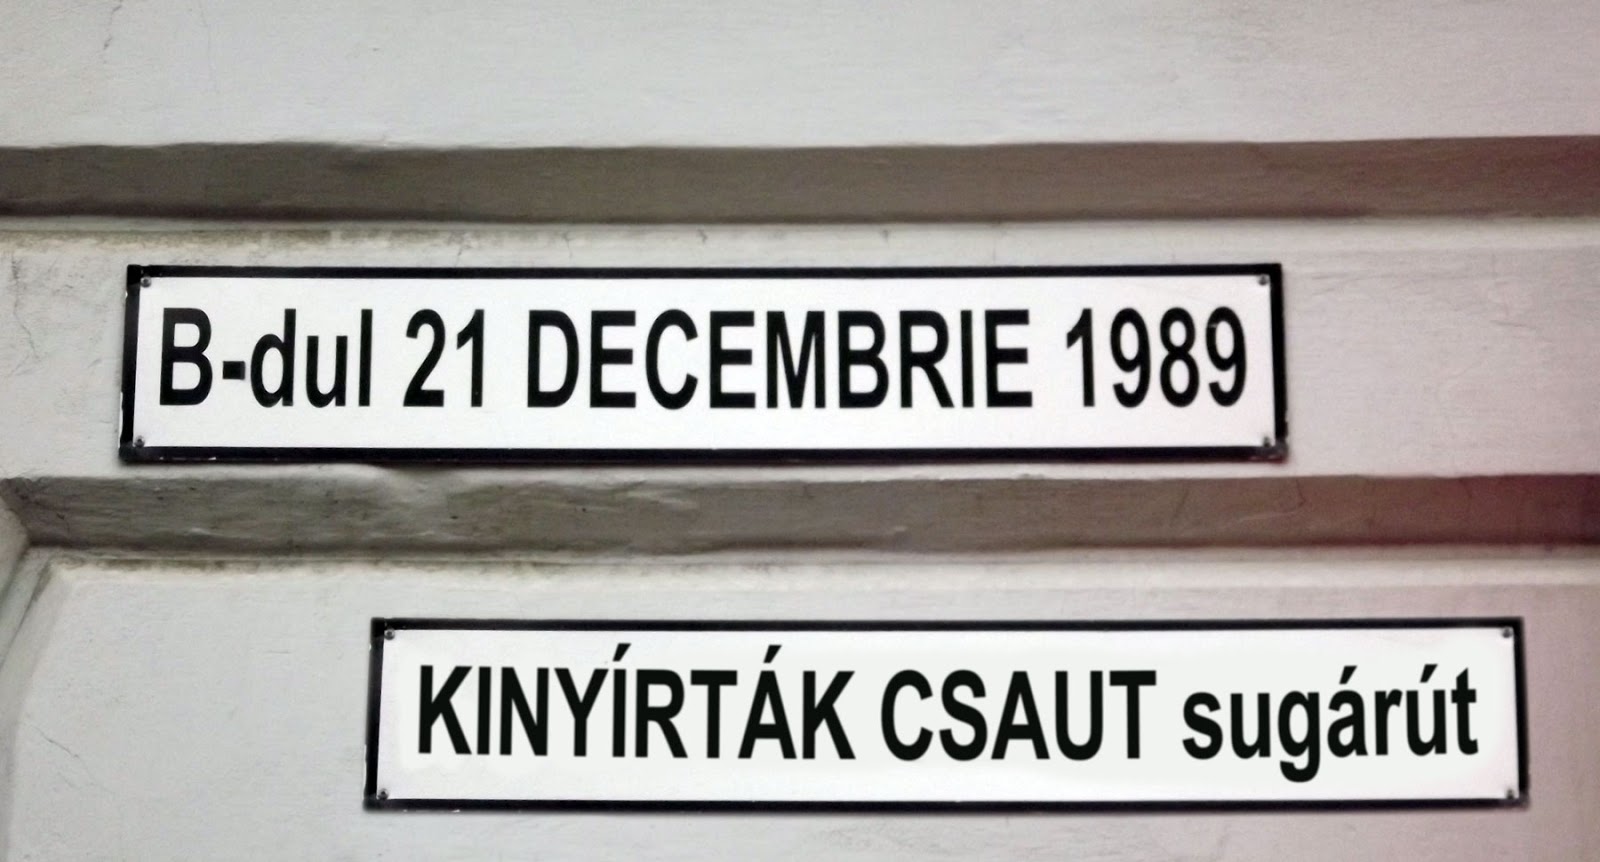 B-dul 21 DECEMBRIE 1989
KINYÍRTÁK CSAUT sugárút